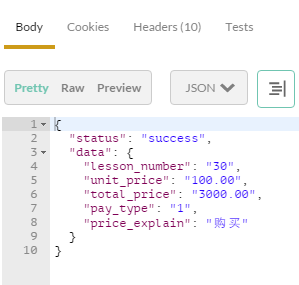 Body Cookies Headers (10) Tests
Pretty Raw Preview JSON
1 {
2 "status": "success",
3 "data": {
4 "lesson_number": "30",
5 "unit_price": "100.00",
6 "total_price": "3000.00",
7 "pay_type": "1",
8 "price_explain": "购买"
9 }
10 }